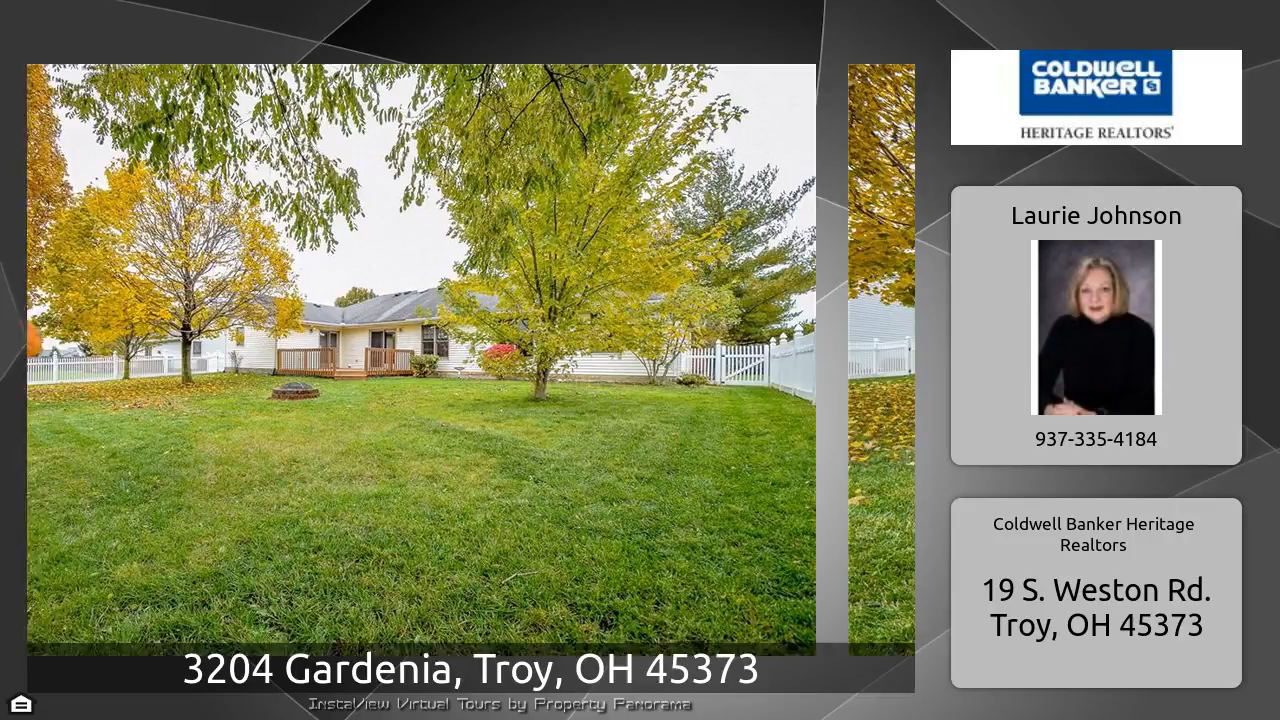 COLDWELL
BANKER
HERITAGE REALTORS'
Laurie Johnson
937-335-4184
Coldwell Banker Heritage
Realtors
19 S. Weston Rd.
Troy, OH 45373
3204 Gardenia, Troy, OH 45373
InstaView Virtual Tours by Property Panorama